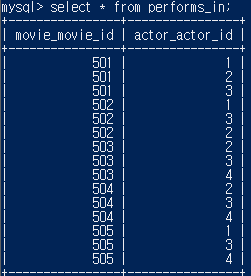 mysql> select * from performs_in;
+----------------+----------------+
| movie_movie_id | actor_actor_id |
+----------------+----------------+
| 501 | 1 |
| 501 | 2 |
| 501 | 3 |
| 502 | 1 |
| 502 | 2 |
| 502 | 3 |
| 503 | 2 |
| 503 | 3 |
| 503 | 4 |
| 504 | 2 |
| 504 | 3 |
| 504 | 4 |
| 505 | 1 |
| 505 | 3 |
| 505 | 4 |
+----------------+----------------+